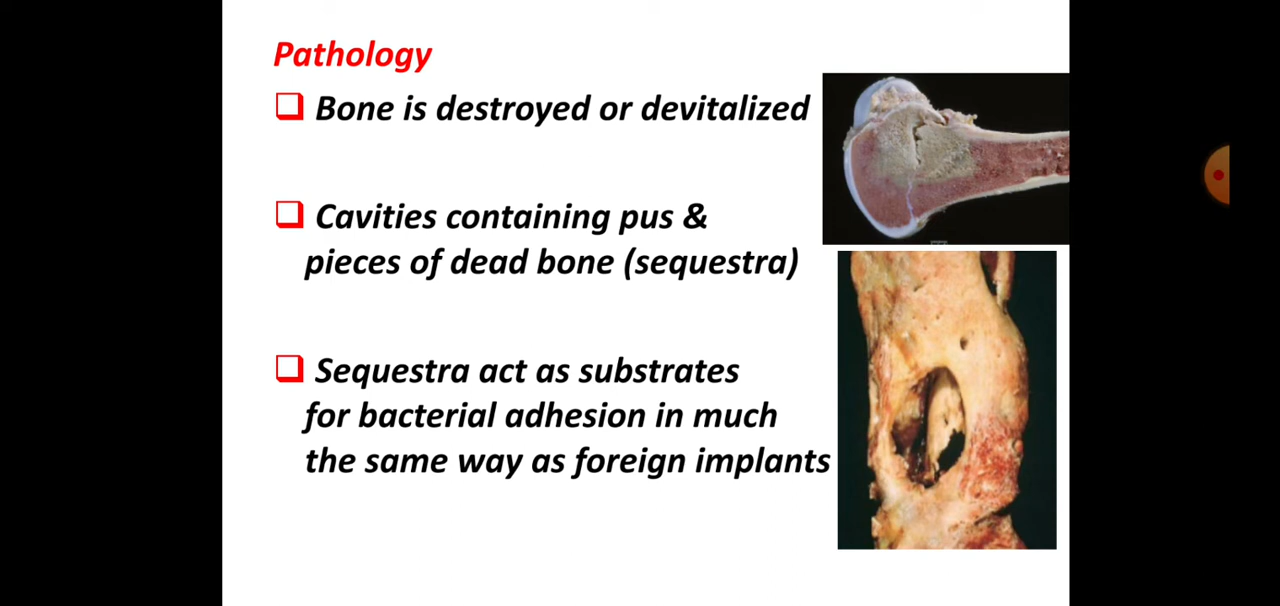 Pathology
Bone is destroyed or devitalized
Cavities containing pus &
pieces of dead bone (sequestra)
Sequestra act as substrates
for bacterial adhesion in much
the same way as foreign implants